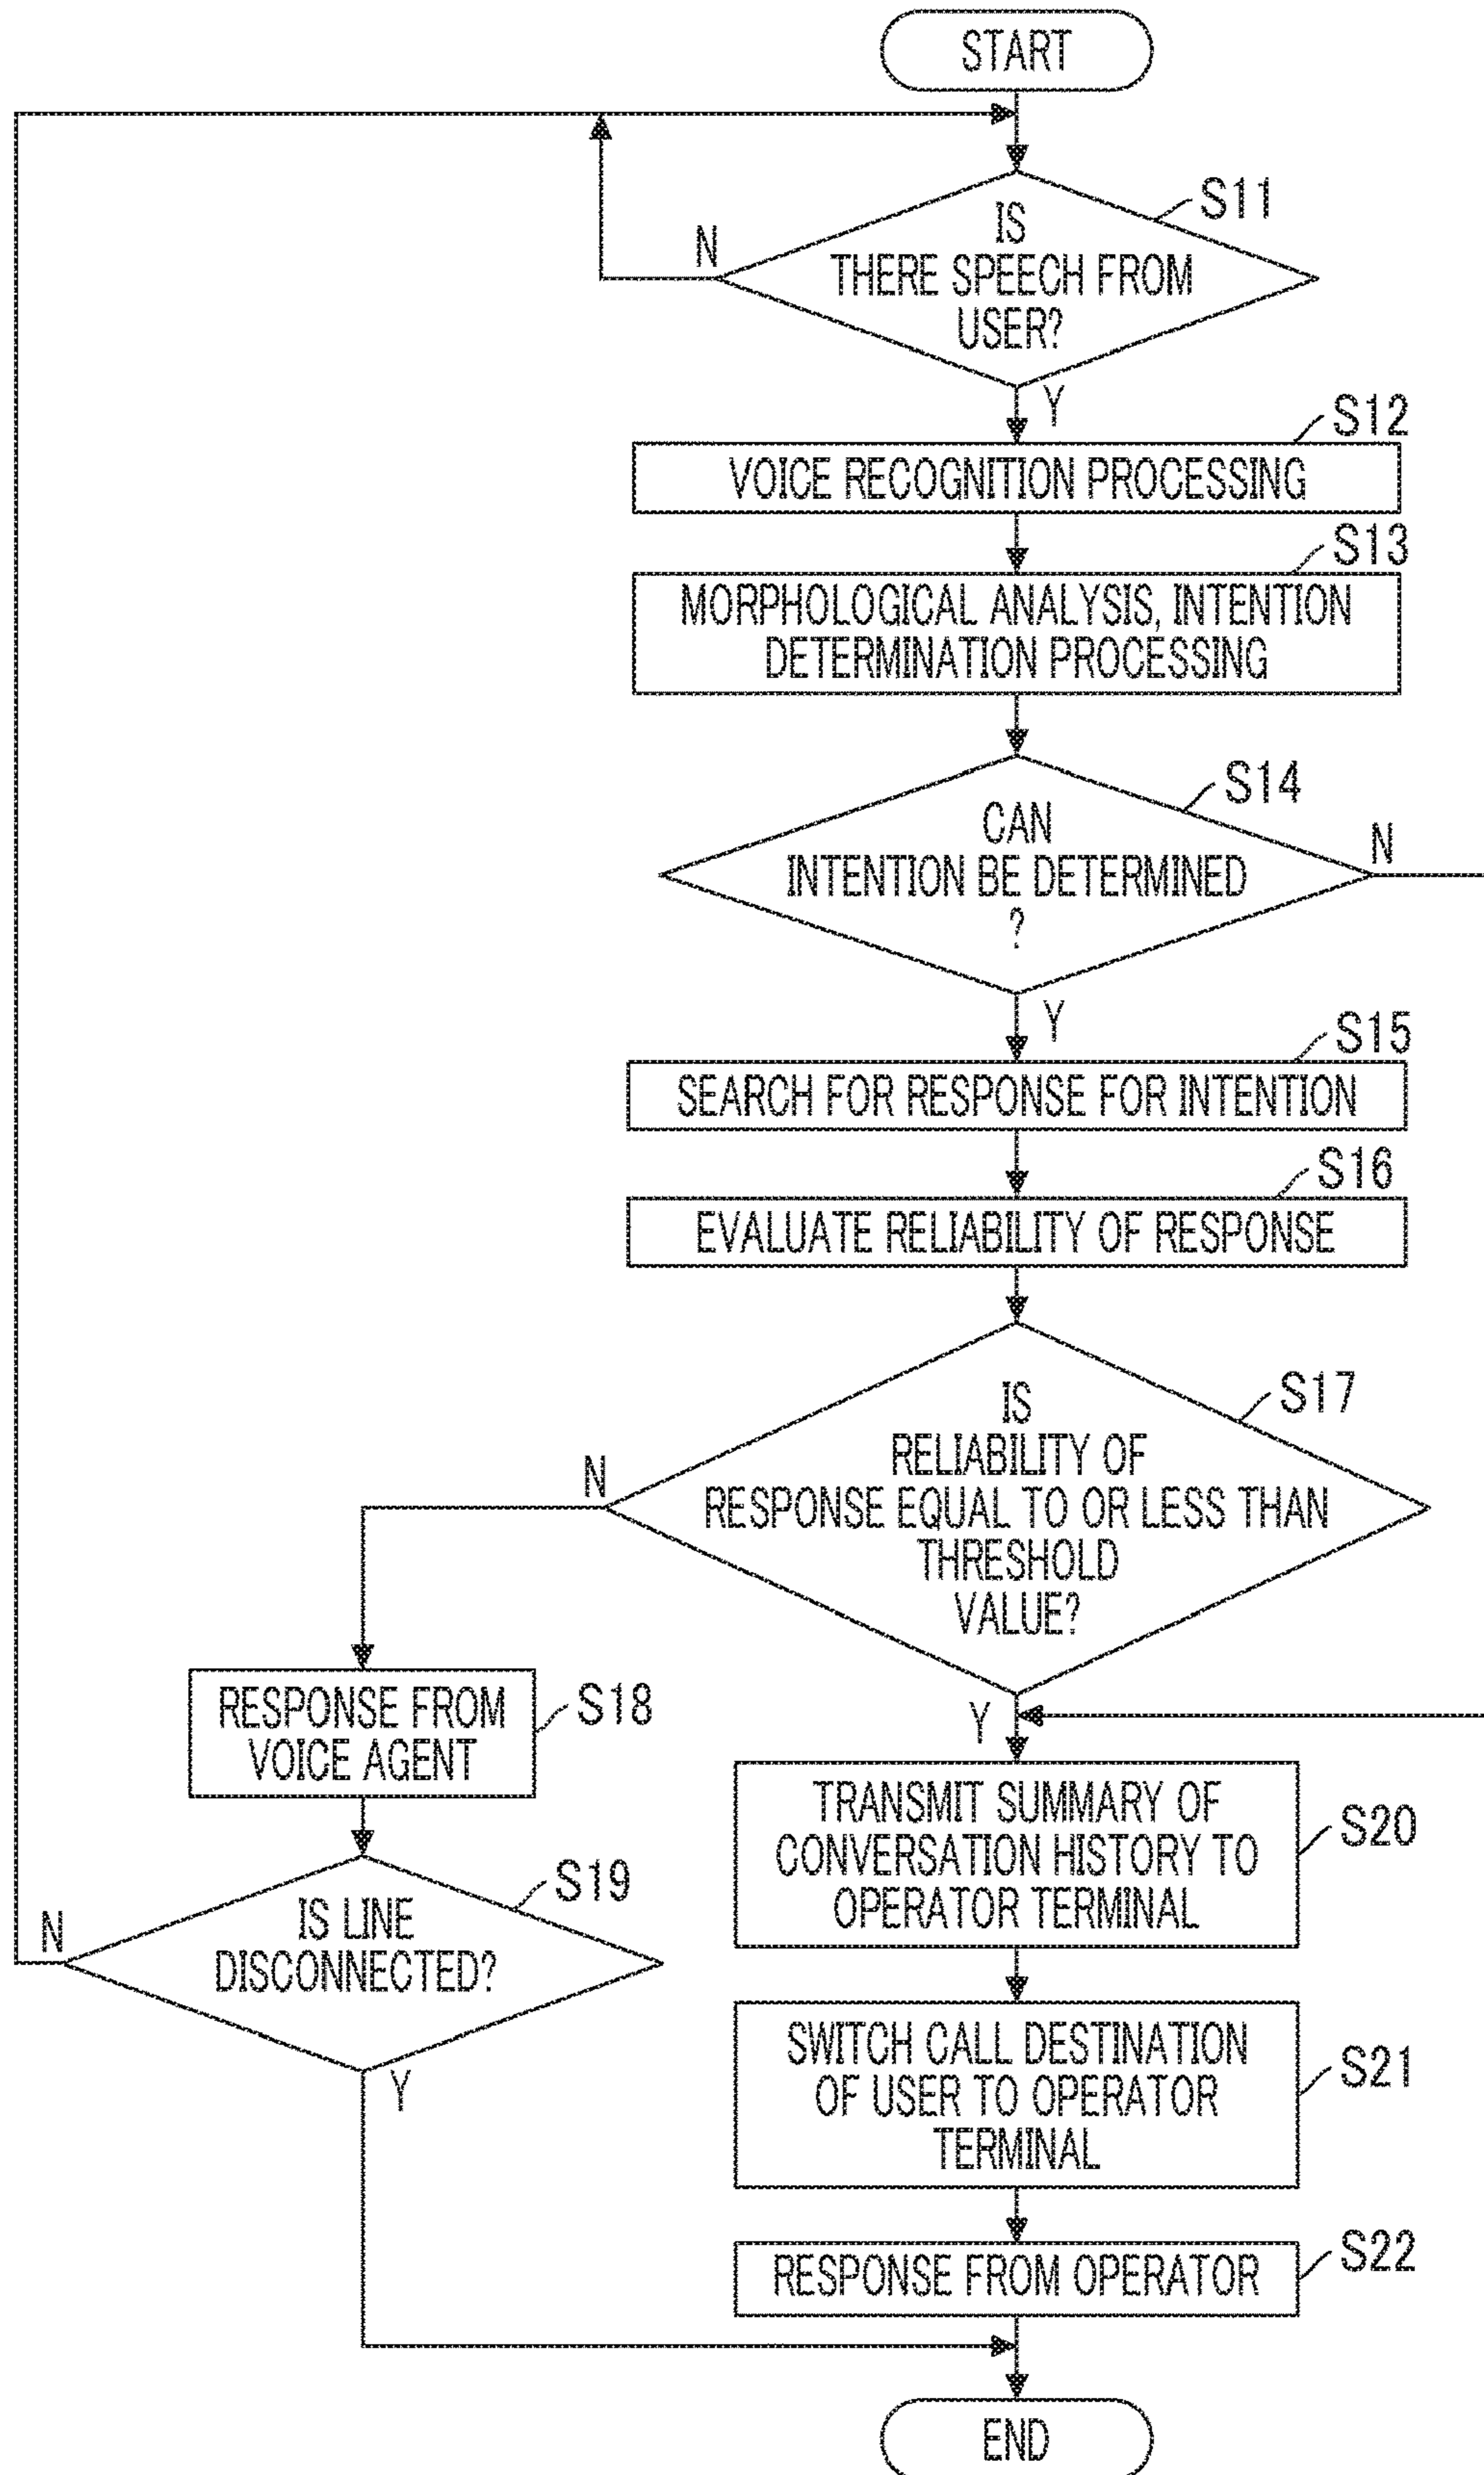 START
S11
IS
THERE SPEECH FROM
USER?
N
Y
S12
VOICE RECOGNITION PROCESSING
S13
MORPHOLOGICAL ANALYSIS, INTENTION
DETERMINATION PROCESSING
S14
CAN
INTENTION BE DETERMINED
?
N
Y
S15
SEARCH FOR RESPONSE FOR INTENTION
S16
EVALUATE RELIABILITY OF RESPONSE
S17
IS
RELIABILITY OF
RESPONSE EQUAL TO OR LESS THAN
THRESHOLD
VALUE?
N
Y
RESPONSE FROM
VOICE AGENT
S18
IS LINE
DISCONNECTED?
S19
N
Y
TRANSMIT SUMMARY OF
CONVERSATION HISTORY TO
OPERATOR TERMINAL
S20
SWITCH CALL DESTINATION
OF USER TO OPERATOR
TERMINAL
S21
RESPONSE FROM OPERATOR
S22
END